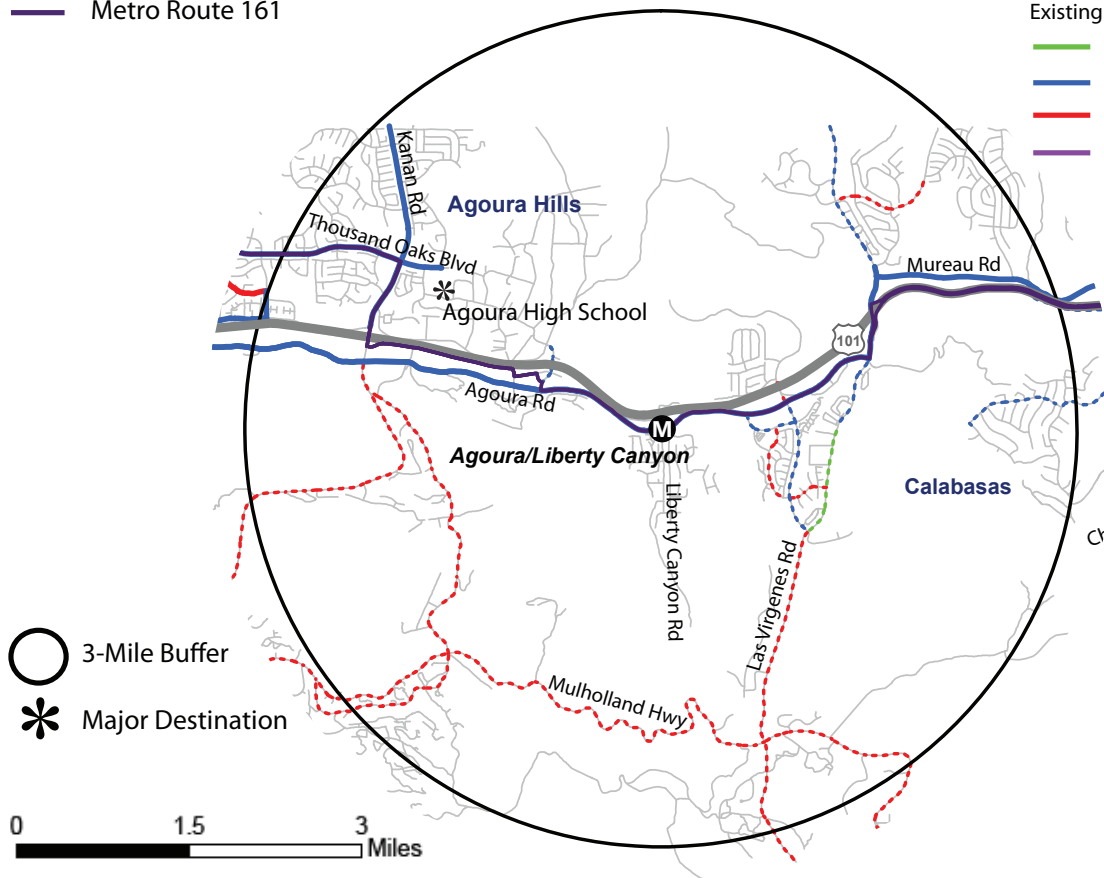 Metro Route 161
Existing
Kanan Rd
Agoura Hills
Thousand Oaks Blvd
Mureau Rd
Agoura High School
101
Agoura Rd
M
Agoura/Liberty Canyon
Calabasas
Liberty Canyon Rd
Las Virgenes Rd
3-Mile Buffer
Mulholland Hwy
Major Destination
0 1.5 3
Miles